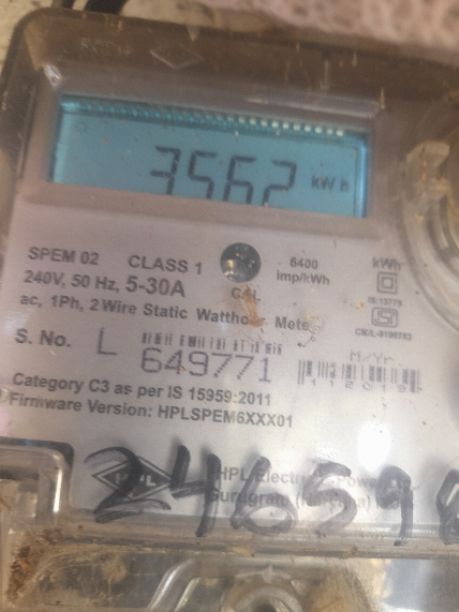 3562 kWh
SPEM 02 CLASS 1 6400 imp/kWh kWh
240V, 50 Hz, 5-30A CAL
ac, 1Ph, 2 Wire Static Watthour Meter
IS:13779
S. No. L 649771
M/Yr.
Category C3 as per IS 15959:2011
Firmware Version: HPLSPEM6XXX01
HPL HPL Electric Power
Gurugram
246598